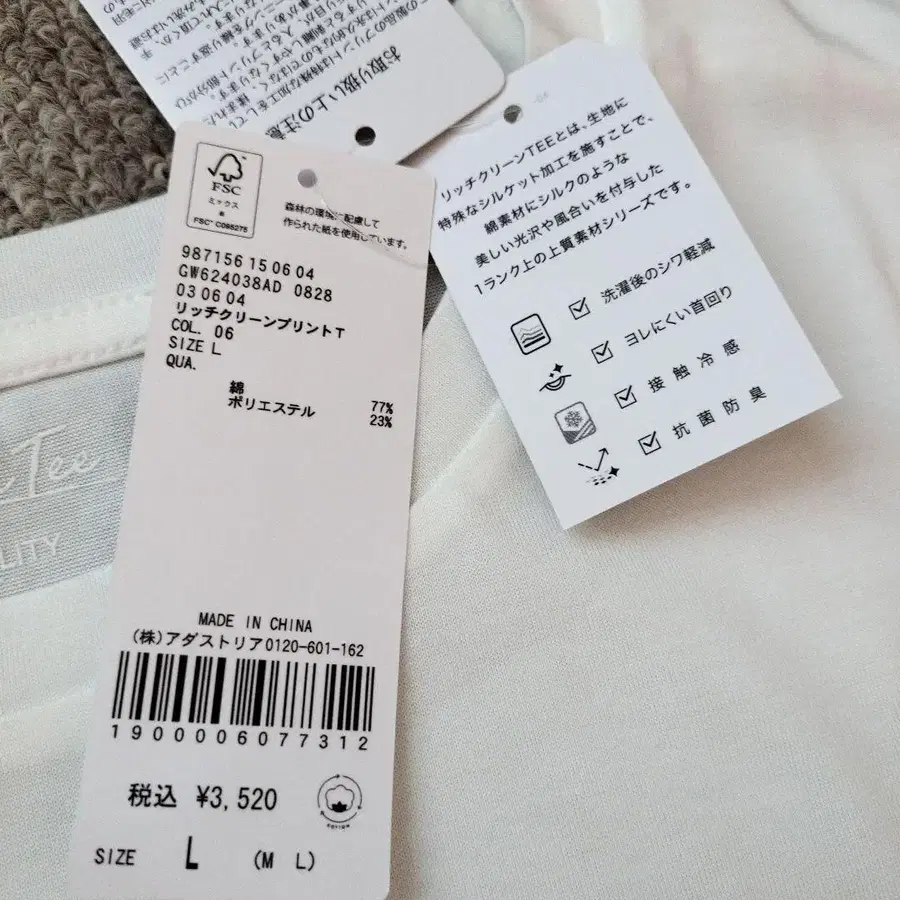 お取り扱い上の注意
FSC
ミックス
紙
FSC® C095275
森林の環境に配慮して
作られた紙を使用しています。
987156 15 06 04
GW624038AD 0828
03 06 04
リッチクリーンプリントT
COL. 06
SIZE L
QUA.
綿 77%
ポリエステル 23%
MADE IN CHINA
(株)アダストリア0120-601-162
1900006077312
税込 ¥3,520
COTTON
SIZE L (M L)
リッチクリーンTEEとは、生地に
特殊なシルケット加工を施すことで、
綿素材にシルクのような
美しい光沢や風合いを付与した
1ランク上の上質素材シリーズです。
洗濯後のシワ軽減
ヨレにくい首回り
接触冷感
抗菌防臭
Tee
LITY